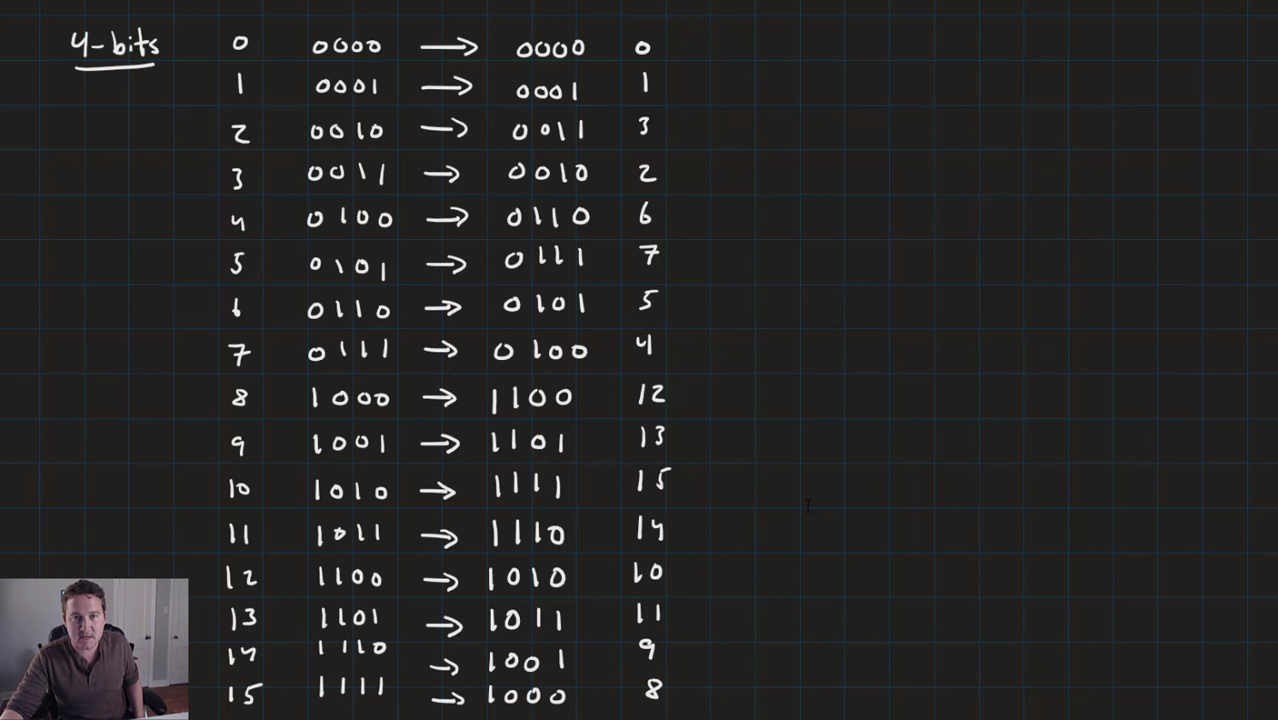 4-bits 0 0000 → 0000 0
1 0001 → 0001 1
2 0010 → 0011 3
3 0011 → 0010 2
4 0100 → 0110 6
5 0101 → 0111 7
6 0110 → 0101 5
7 0111 → 0100 4
8 1000 → 1100 12
9 1001 → 1101 13
10 1010 → 1111 15
11 1011 → 1110 14
12 1100 → 1010 10
13 1101 → 1011 11
14 1110 → 1001 9
15 1111 → 1000 8